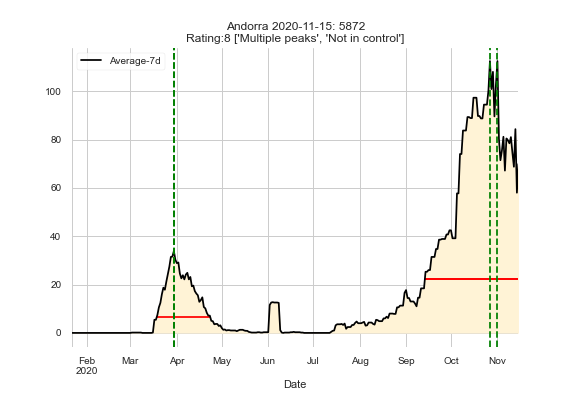 Andorra 2020-11-15: 5872
Rating:8 ['Multiple peaks', 'Not in control']
Average-7d
100
80
60
40
20
0
Feb Mar Apr May Jun Jul Aug Sep Oct Nov
2020
Date